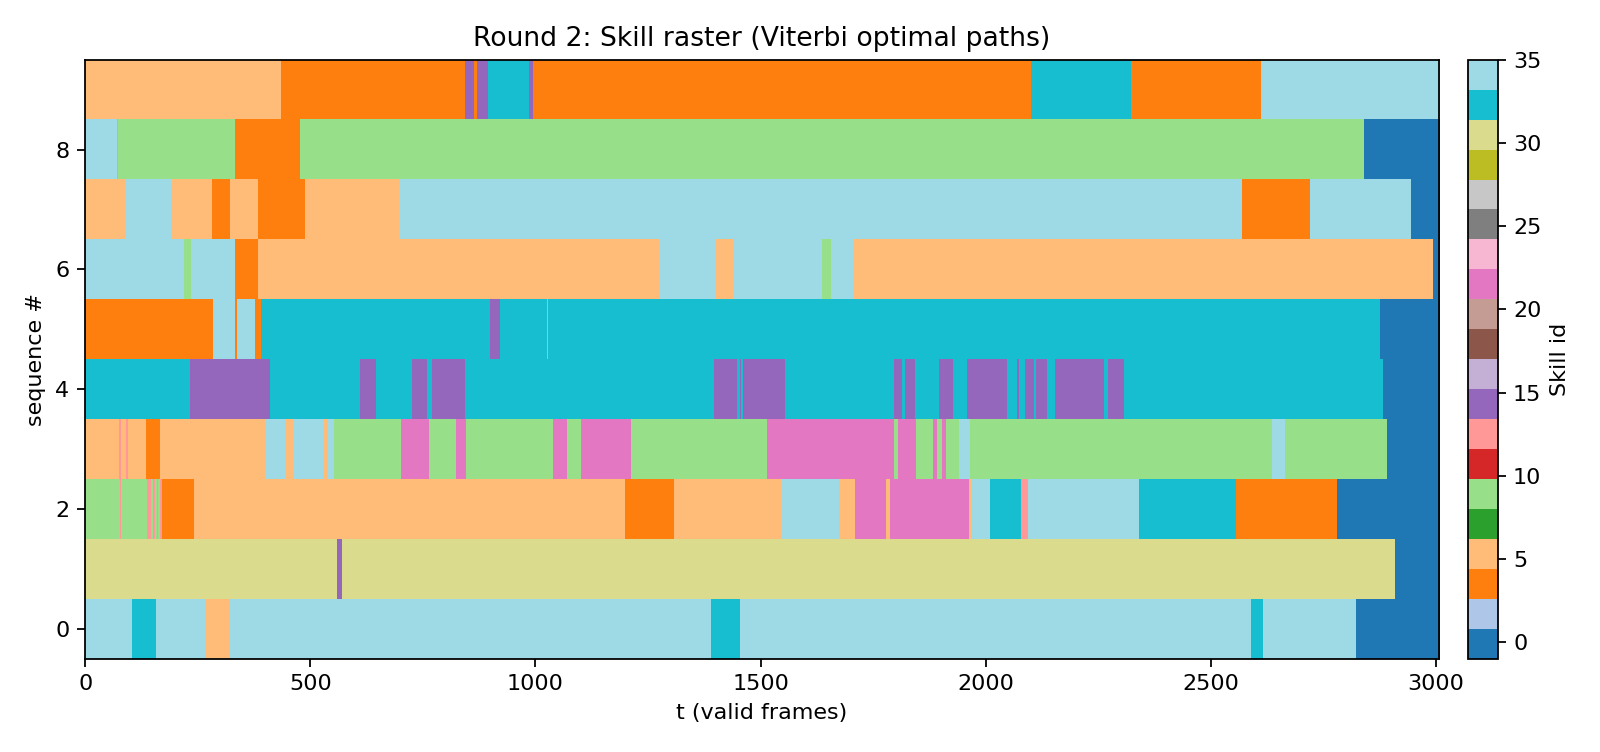 Round 2: Skill raster (Viterbi optimal paths)
sequence #
8
6
4
2
0
0 500 1000 1500 2000 2500 3000
t (valid frames)
35
30
25
20
15
10
5
0
Skill id